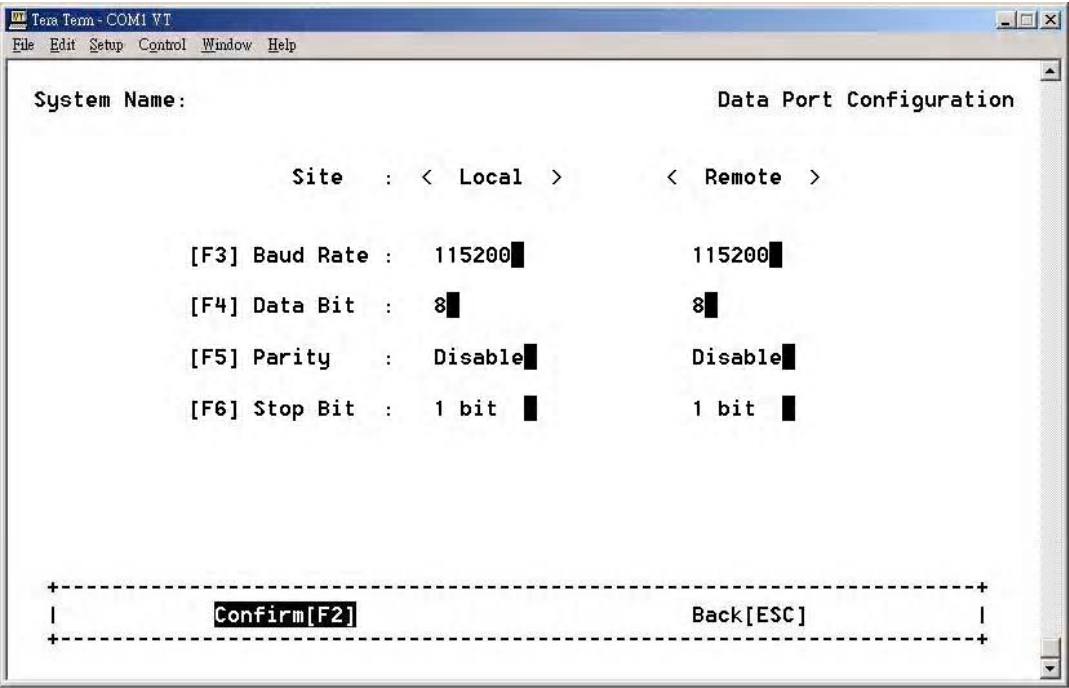 Tera Term - COM1 VT
File Edit Setup Control Window Help
System Name: Data Port Configuration
Site : < Local > < Remote >
[F3] Baud Rate : 115200 115200
[F4] Data Bit : 8 8
[F5] Parity : Disable Disable
[F6] Stop Bit : 1 bit 1 bit
Confirm[F2] Back[ESC]